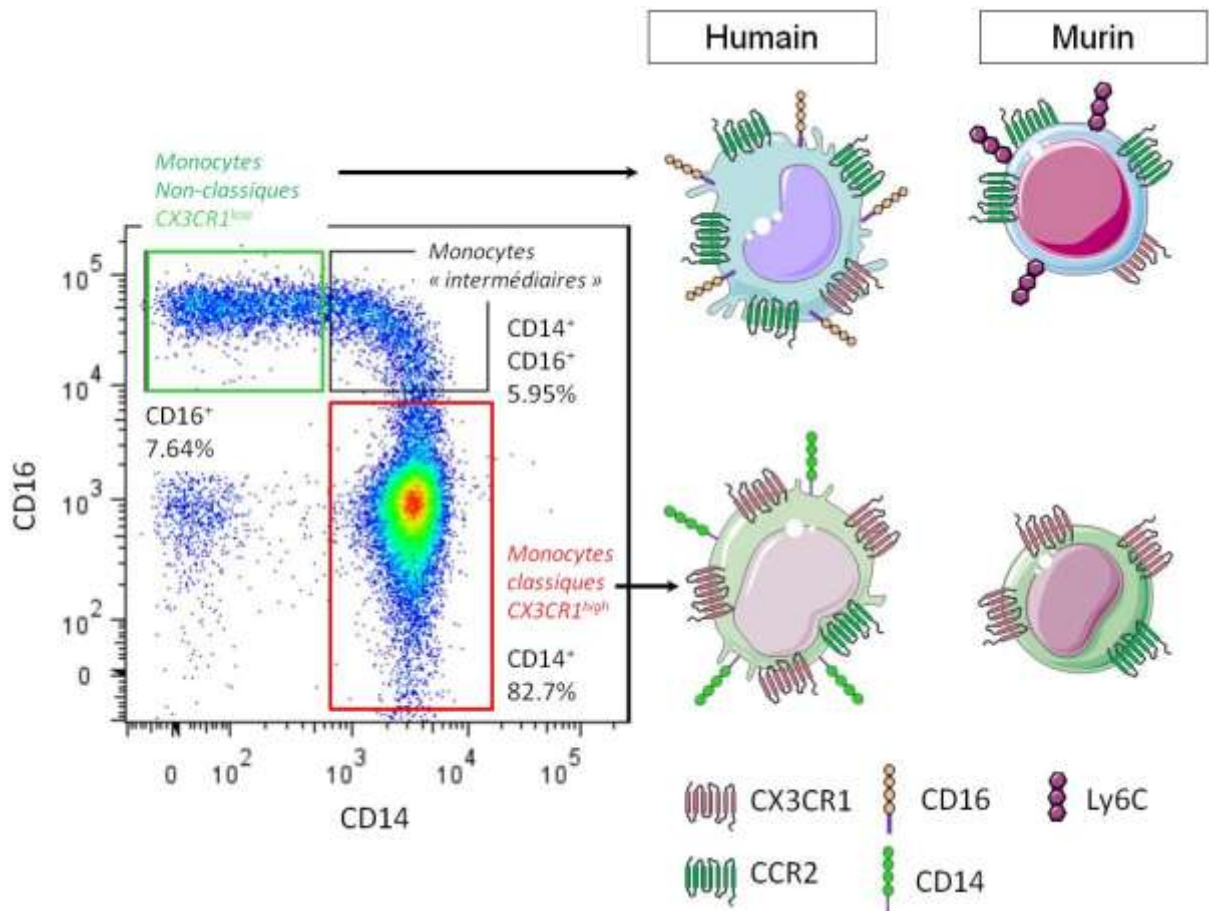 Humain
Murin
Monocytes
Non-classiques
CX3CR1low
Monocytes
« intermédiaires »
CD14+
CD16+
5.95%
CD16+
7.64%
Monocytes
classiques
CX3CR1high
CD14+
82.7%
10^5
10^4
10^3
10^2
0
CD16
0
10^2
10^3
10^4
10^5
CD14
CX3CR1
CD16
Ly6C
CCR2
CD14